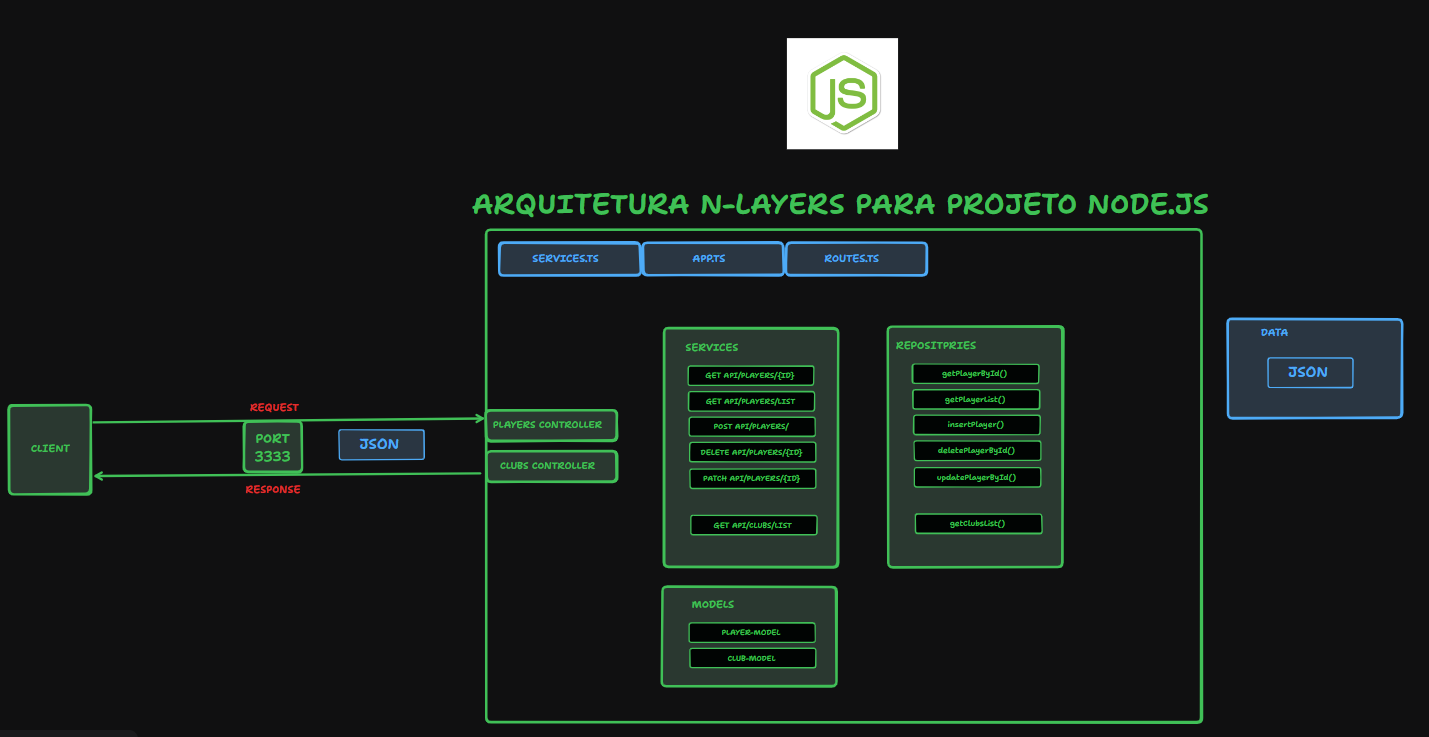 JS
ARQUITETURA N-LAYERS PARA PROJETO NODE.JS
SERVICES.TS
APP.TS
ROUTES.TS
CLIENT
REQUEST
PORT
3333
JSON
RESPONSE
PLAYERS CONTROLLER
CLUBS CONTROLLER
SERVICES
GET API/PLAYERS/{ID}
GET API/PLAYERS/LIST
POST API/PLAYERS/
DELETE API/PLAYERS/{ID}
PATCH API/PLAYERS/{ID}
GET API/CLUBS/LIST
REPOSITPRIES
getPlayerById()
getPlayerList()
insertPlayer()
deletePlayerById()
updatePlayerById()
getClubsList()
MODELS
PLAYER-MODEL
CLUB-MODEL
DATA
JSON